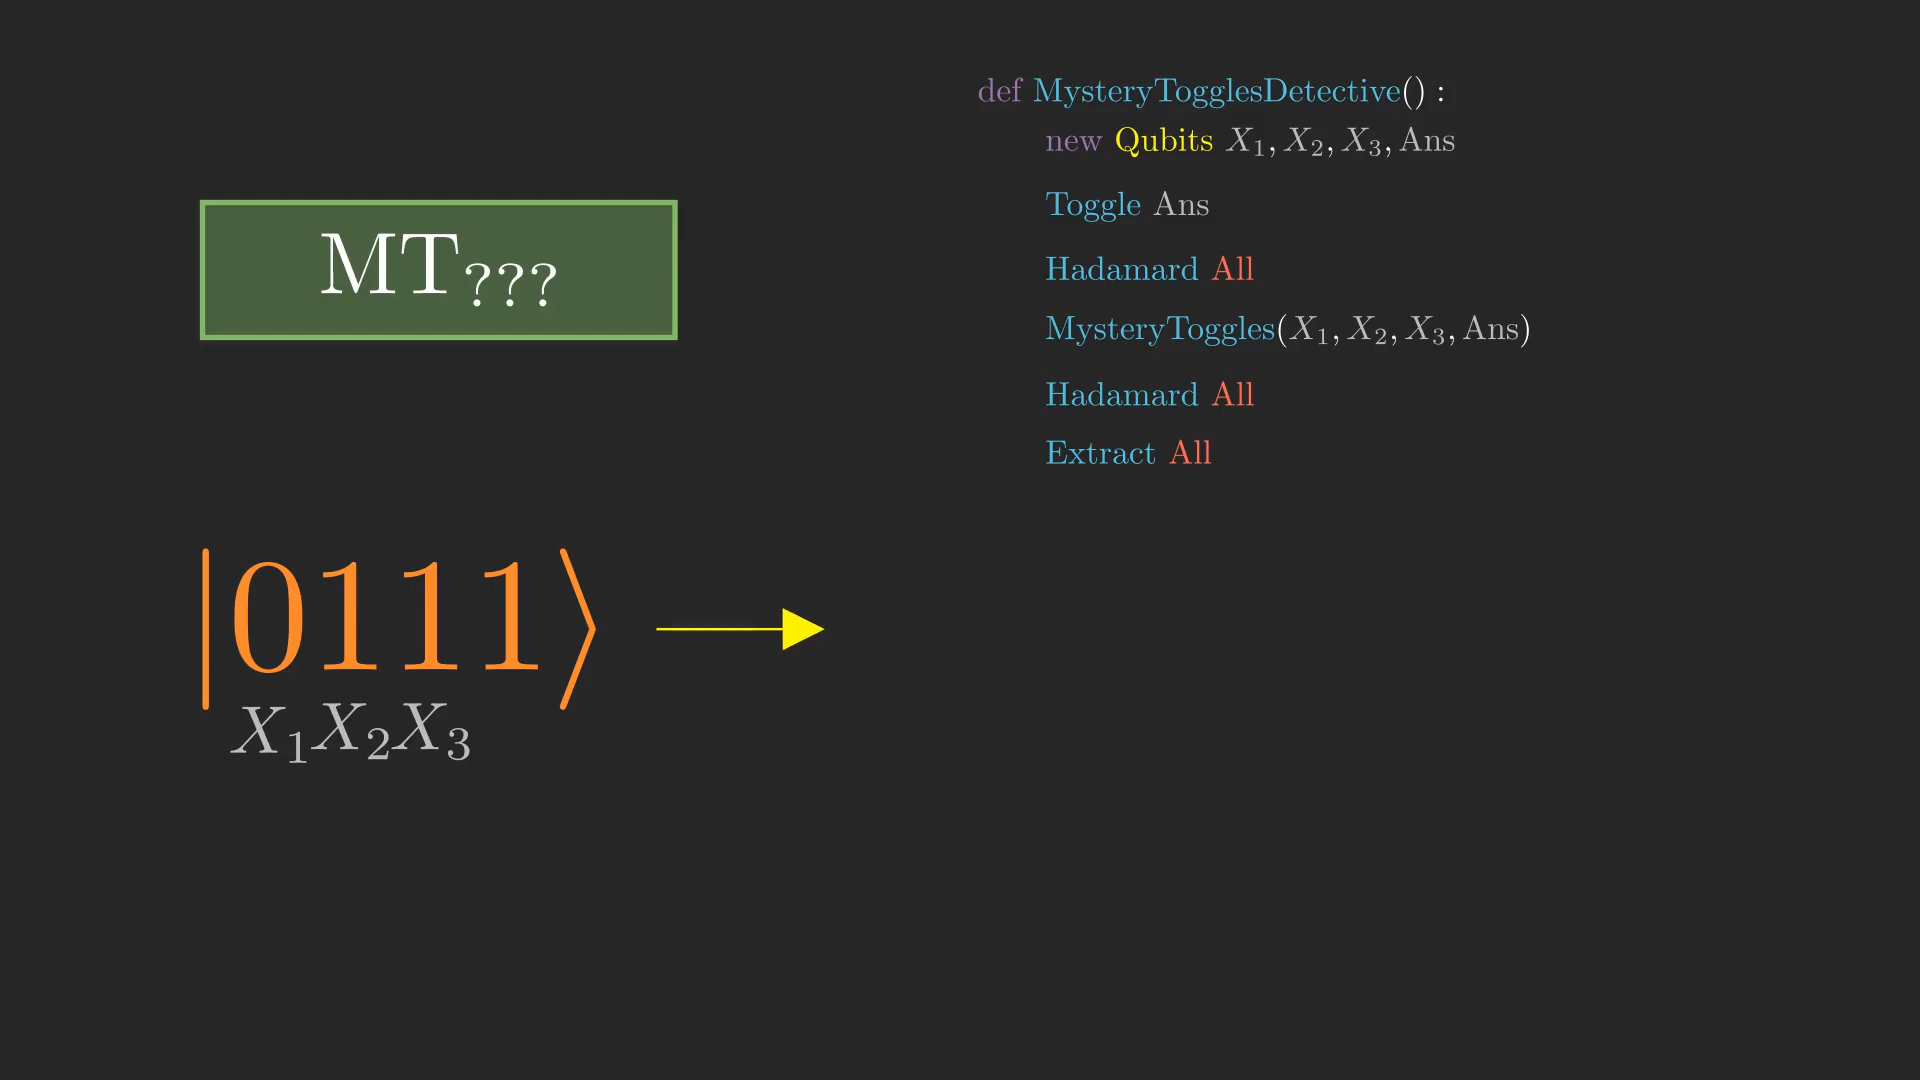 def MysteryTogglesDetective() :
new Qubits X₁, X₂, X₃, Ans
Toggle Ans
Hadamard All
MysteryToggles(X₁, X₂, X₃, Ans)
Hadamard All
Extract All
MT???
|0111⟩
X₁X₂X₃